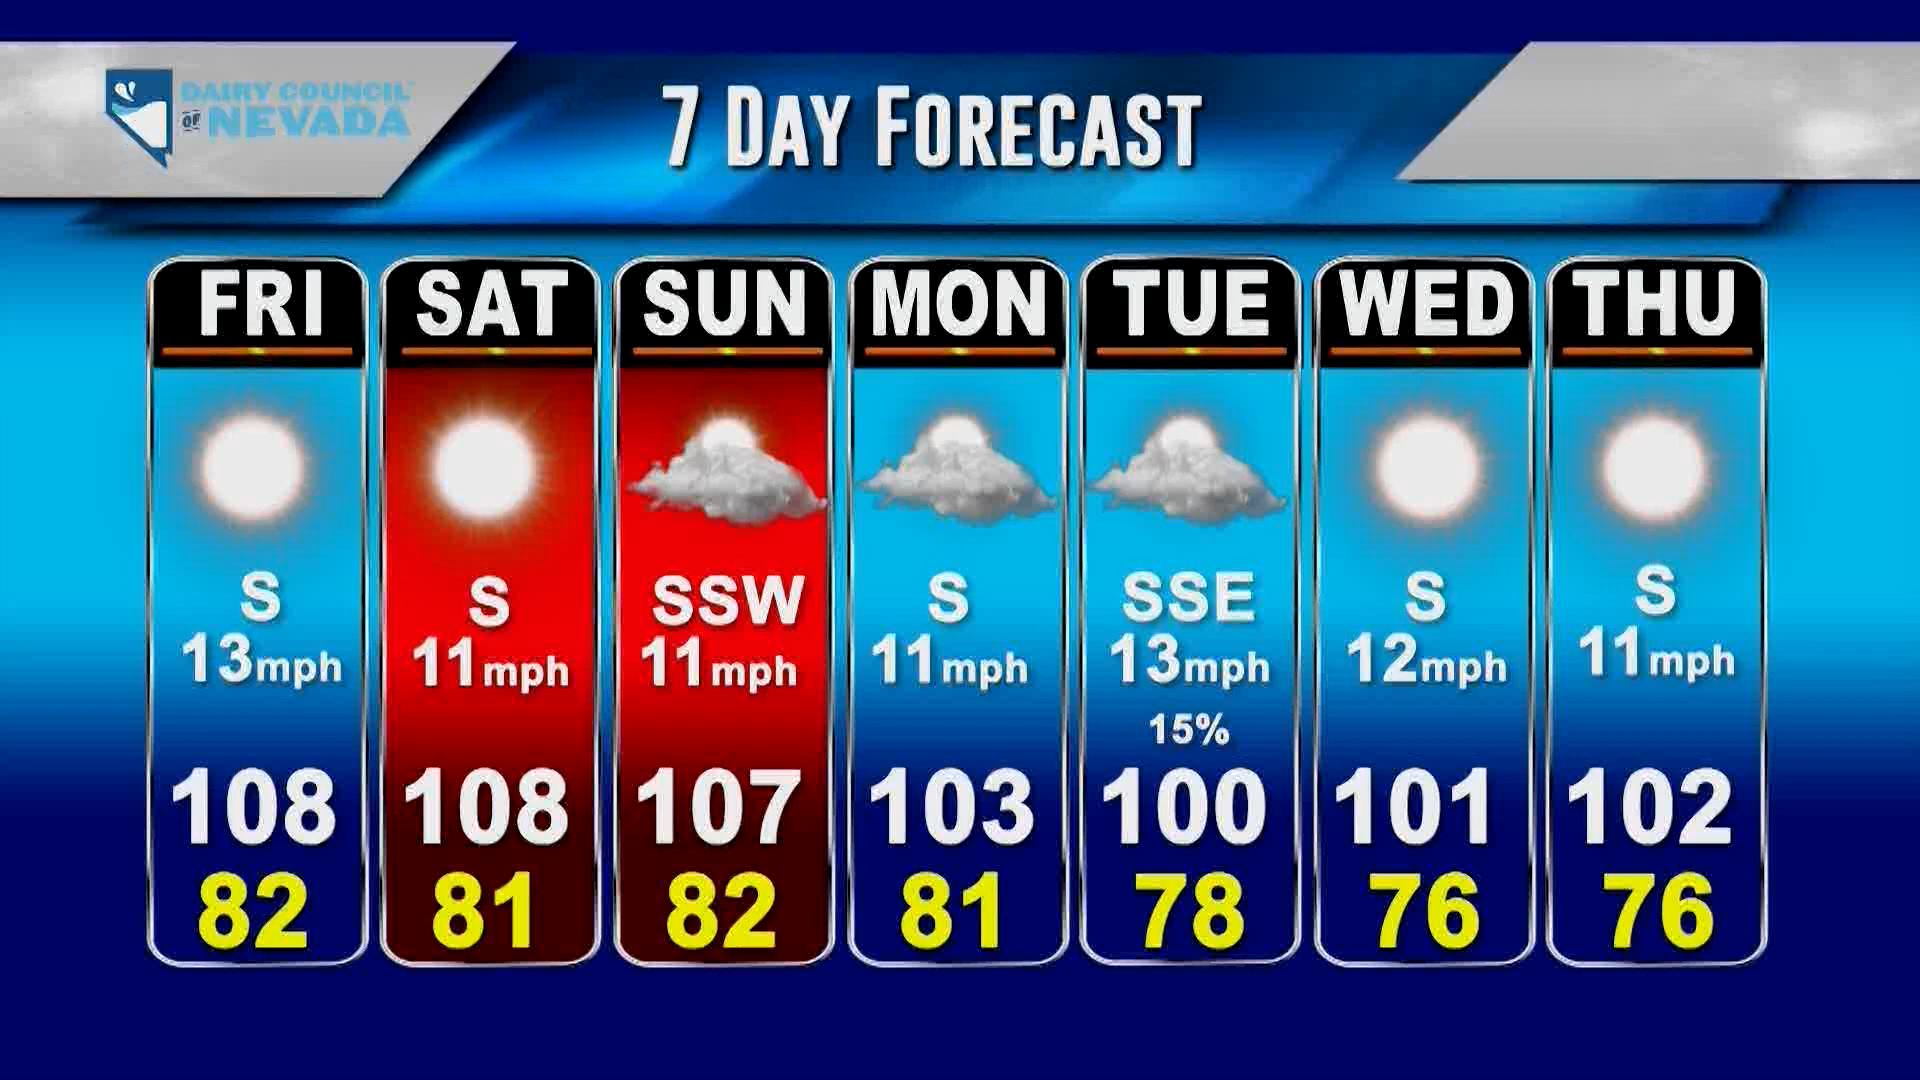 DAIRY COUNCIL
OF NEVADA
7 DAY FORECAST
FRI SAT SUN MON TUE WED THU
S S SSW S SSE S S
13mph 11mph 11mph 11mph 13mph 12mph 11mph
15%
108 108 107 103 100 101 102
82 81 82 81 78 76 76